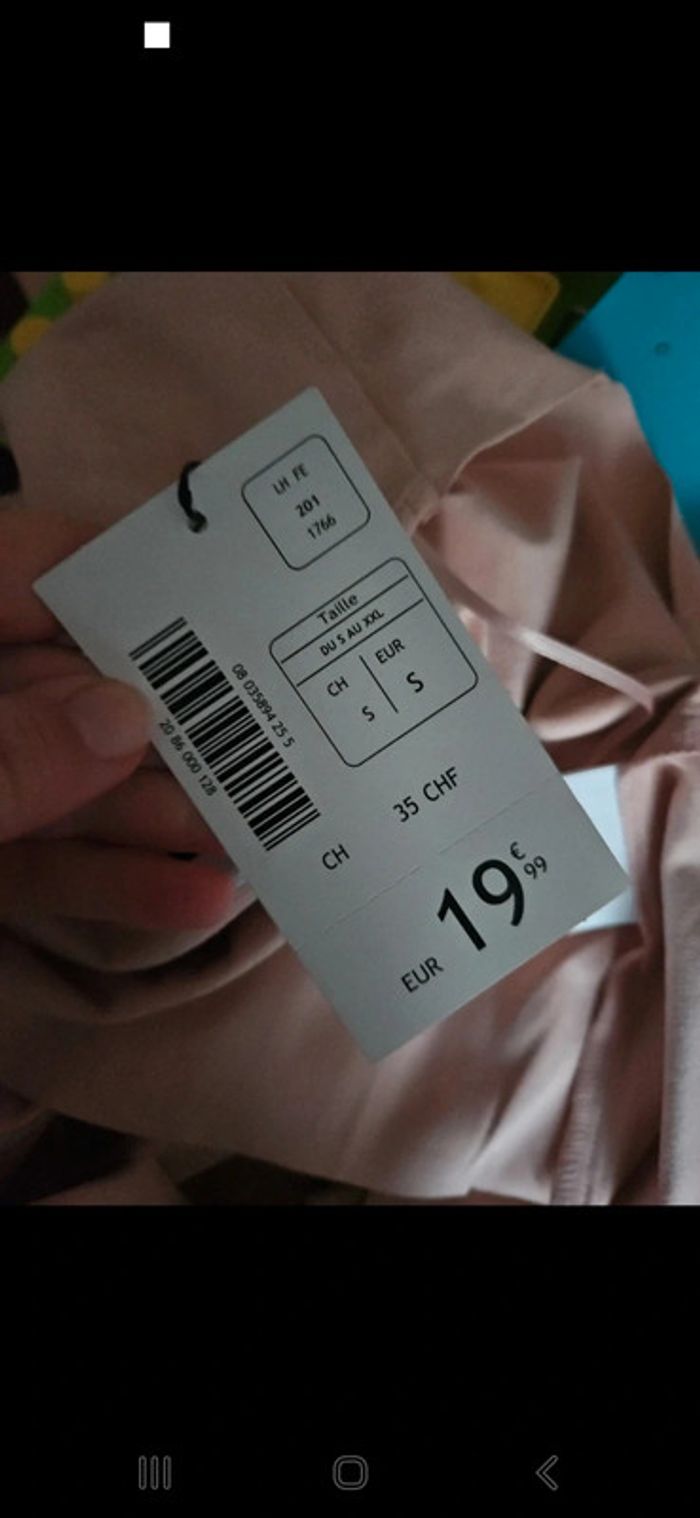 LH FE
201
1766
Taille
DU S AU XXL
CH EUR
S S
08 035894 25 5
20 86 000 128
CH 35 CHF
EUR 19€99